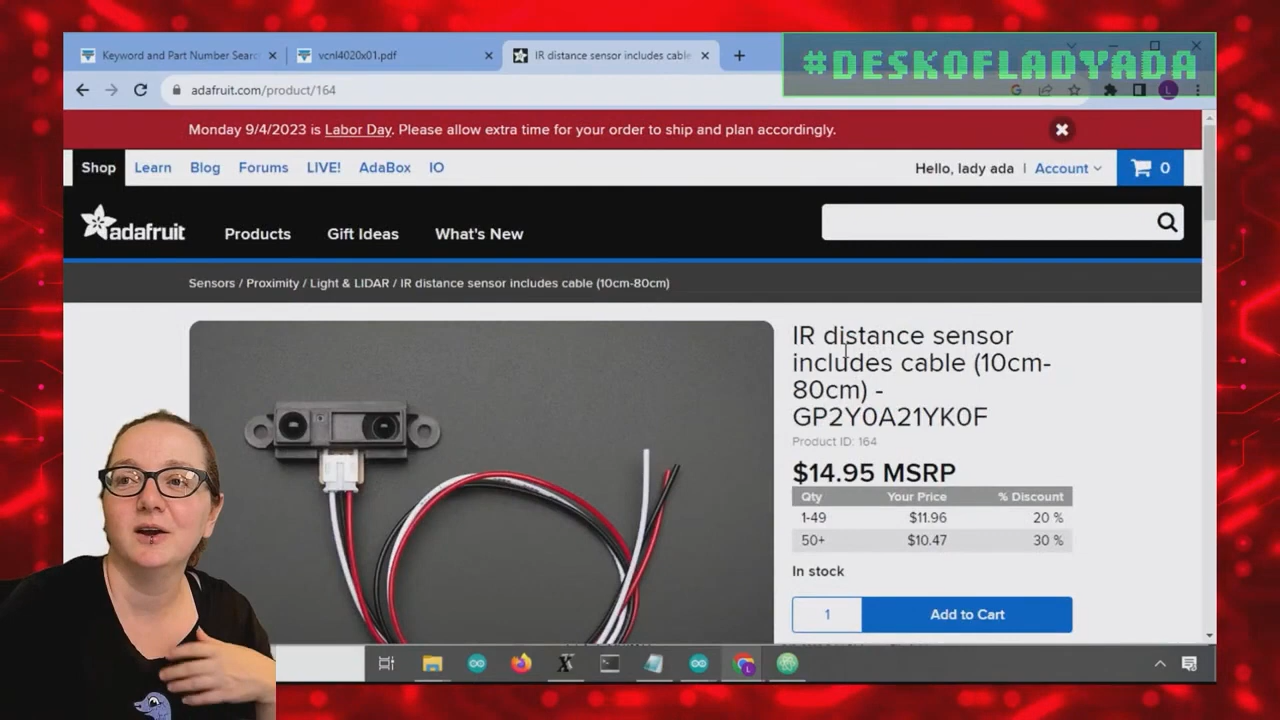 #DESKOFLADYADA
Keyword and Part Number Searc
vcnl4020x01.pdf
IR distance sensor includes cable
adafruit.com/product/164
Monday 9/4/2023 is Labor Day. Please allow extra time for your order to ship and plan accordingly.
Shop Learn Blog Forums LIVE! AdaBox IO
Hello, lady ada | Account
0
adafruit
Products Gift Ideas What's New
Sensors / Proximity / Light & LIDAR / IR distance sensor includes cable (10cm-80cm)
IR distance sensor
includes cable (10cm-
80cm) -
GP2Y0A21YK0F
Product ID: 164
$14.95 MSRP
Qty Your Price % Discount
1-49 $11.96 20 %
50+ $10.47 30 %
In stock
1 Add to Cart